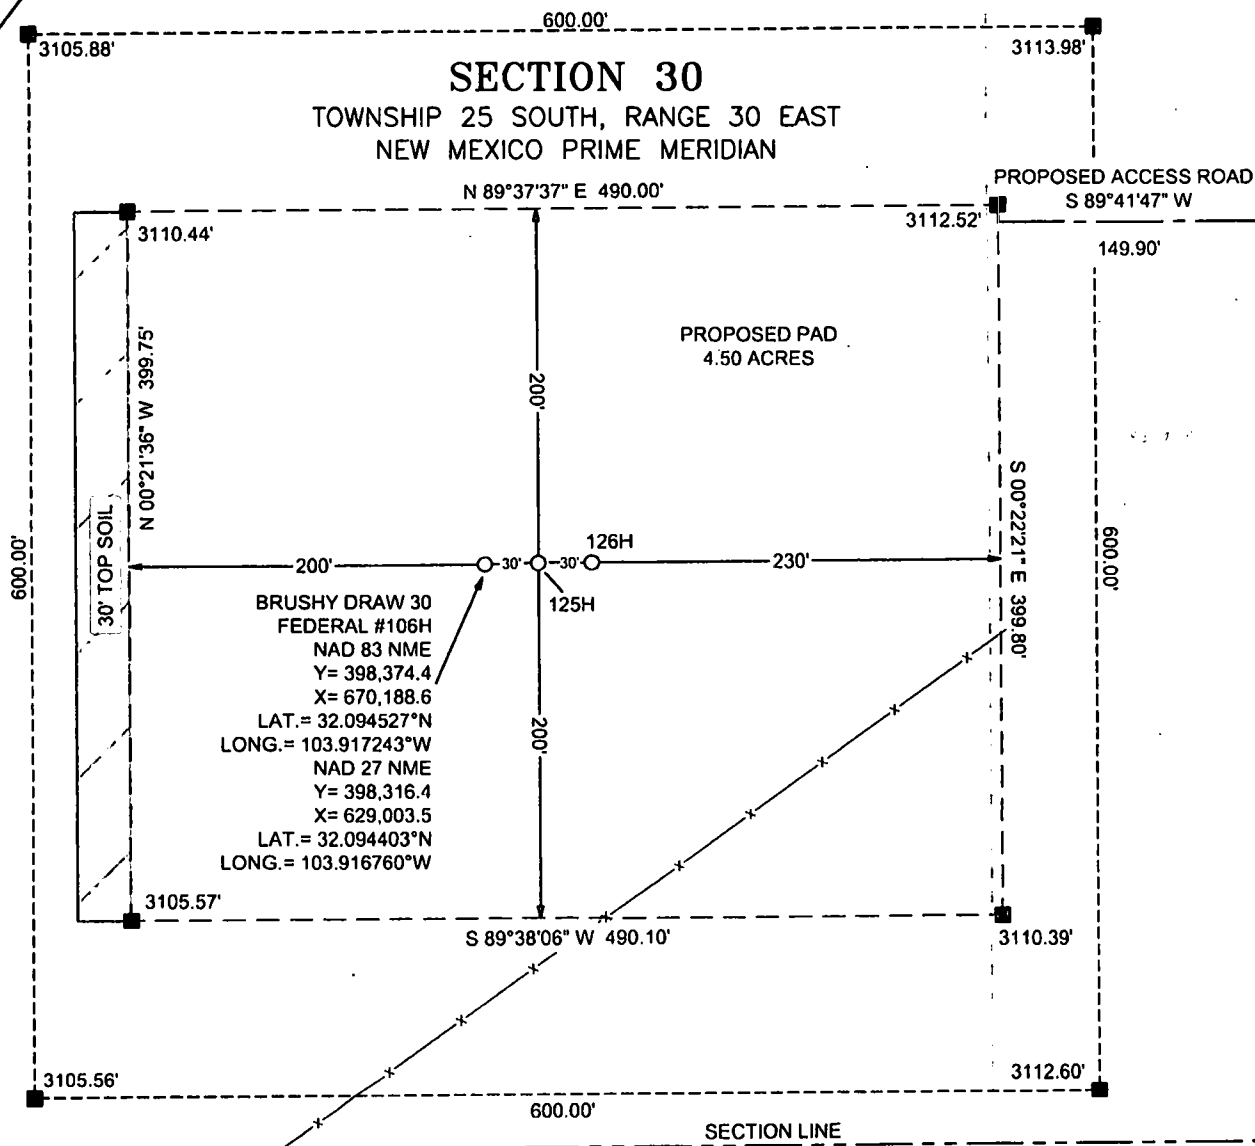 600.00'
3105.88'
3113.98'
SECTION 30
TOWNSHIP 25 SOUTH, RANGE 30 EAST
NEW MEXICO PRIME MERIDIAN
PROPOSED ACCESS ROAD
S 89°41'47" W
149.90'
N 89°37'37" E 490.00'
3110.44'
3112.52'
PROPOSED PAD
4.50 ACRES
N 00°21'36" W 399.75'
200'
30' TOP SOIL
S 00°22'21" E 399.80'
600.00'
600.00'
126H
200'
30'
30'
230'
125H
BRUSHY DRAW 30
FEDERAL #106H
NAD 83 NME
Y= 398,374.4
X= 670,188.6
LAT.= 32.094527°N
LONG.= 103.917243°W
NAD 27 NME
Y= 398,316.4
X= 629,003.5
LAT.= 32.094403°N
LONG.= 103.916760°W
200'
3105.57'
S 89°38'06" W 490.10'
3110.39'
3105.56'
3112.60'
600.00'
SECTION LINE